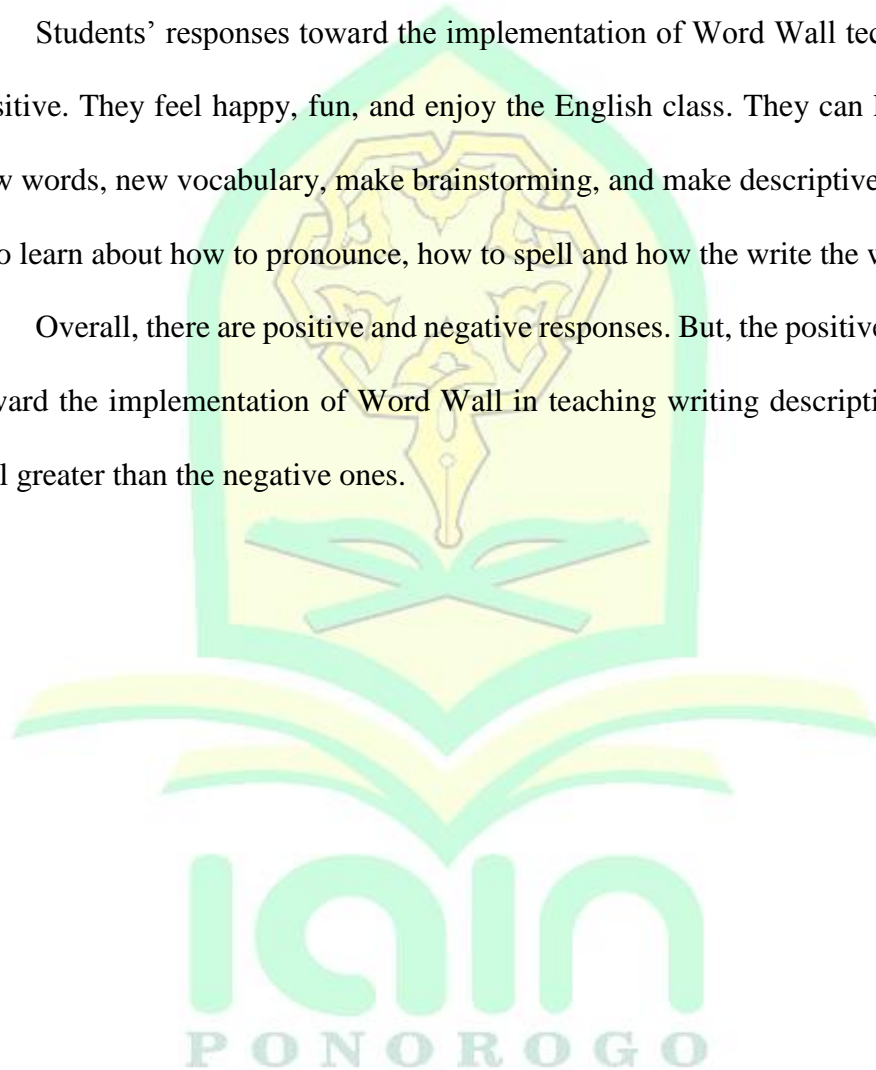 Students’ responses toward the implementation of Word Wall tec
sitive. They feel happy, fun, and enjoy the English class. They can
w words, new vocabulary, make brainstorming, and make descriptive
o learn about how to pronounce, how to spell and how the write the
Overall, there are positive and negative responses. But, the positive
ward the implementation of Word Wall in teaching writing descripti
l greater than the negative ones.
iain
PONOROGO